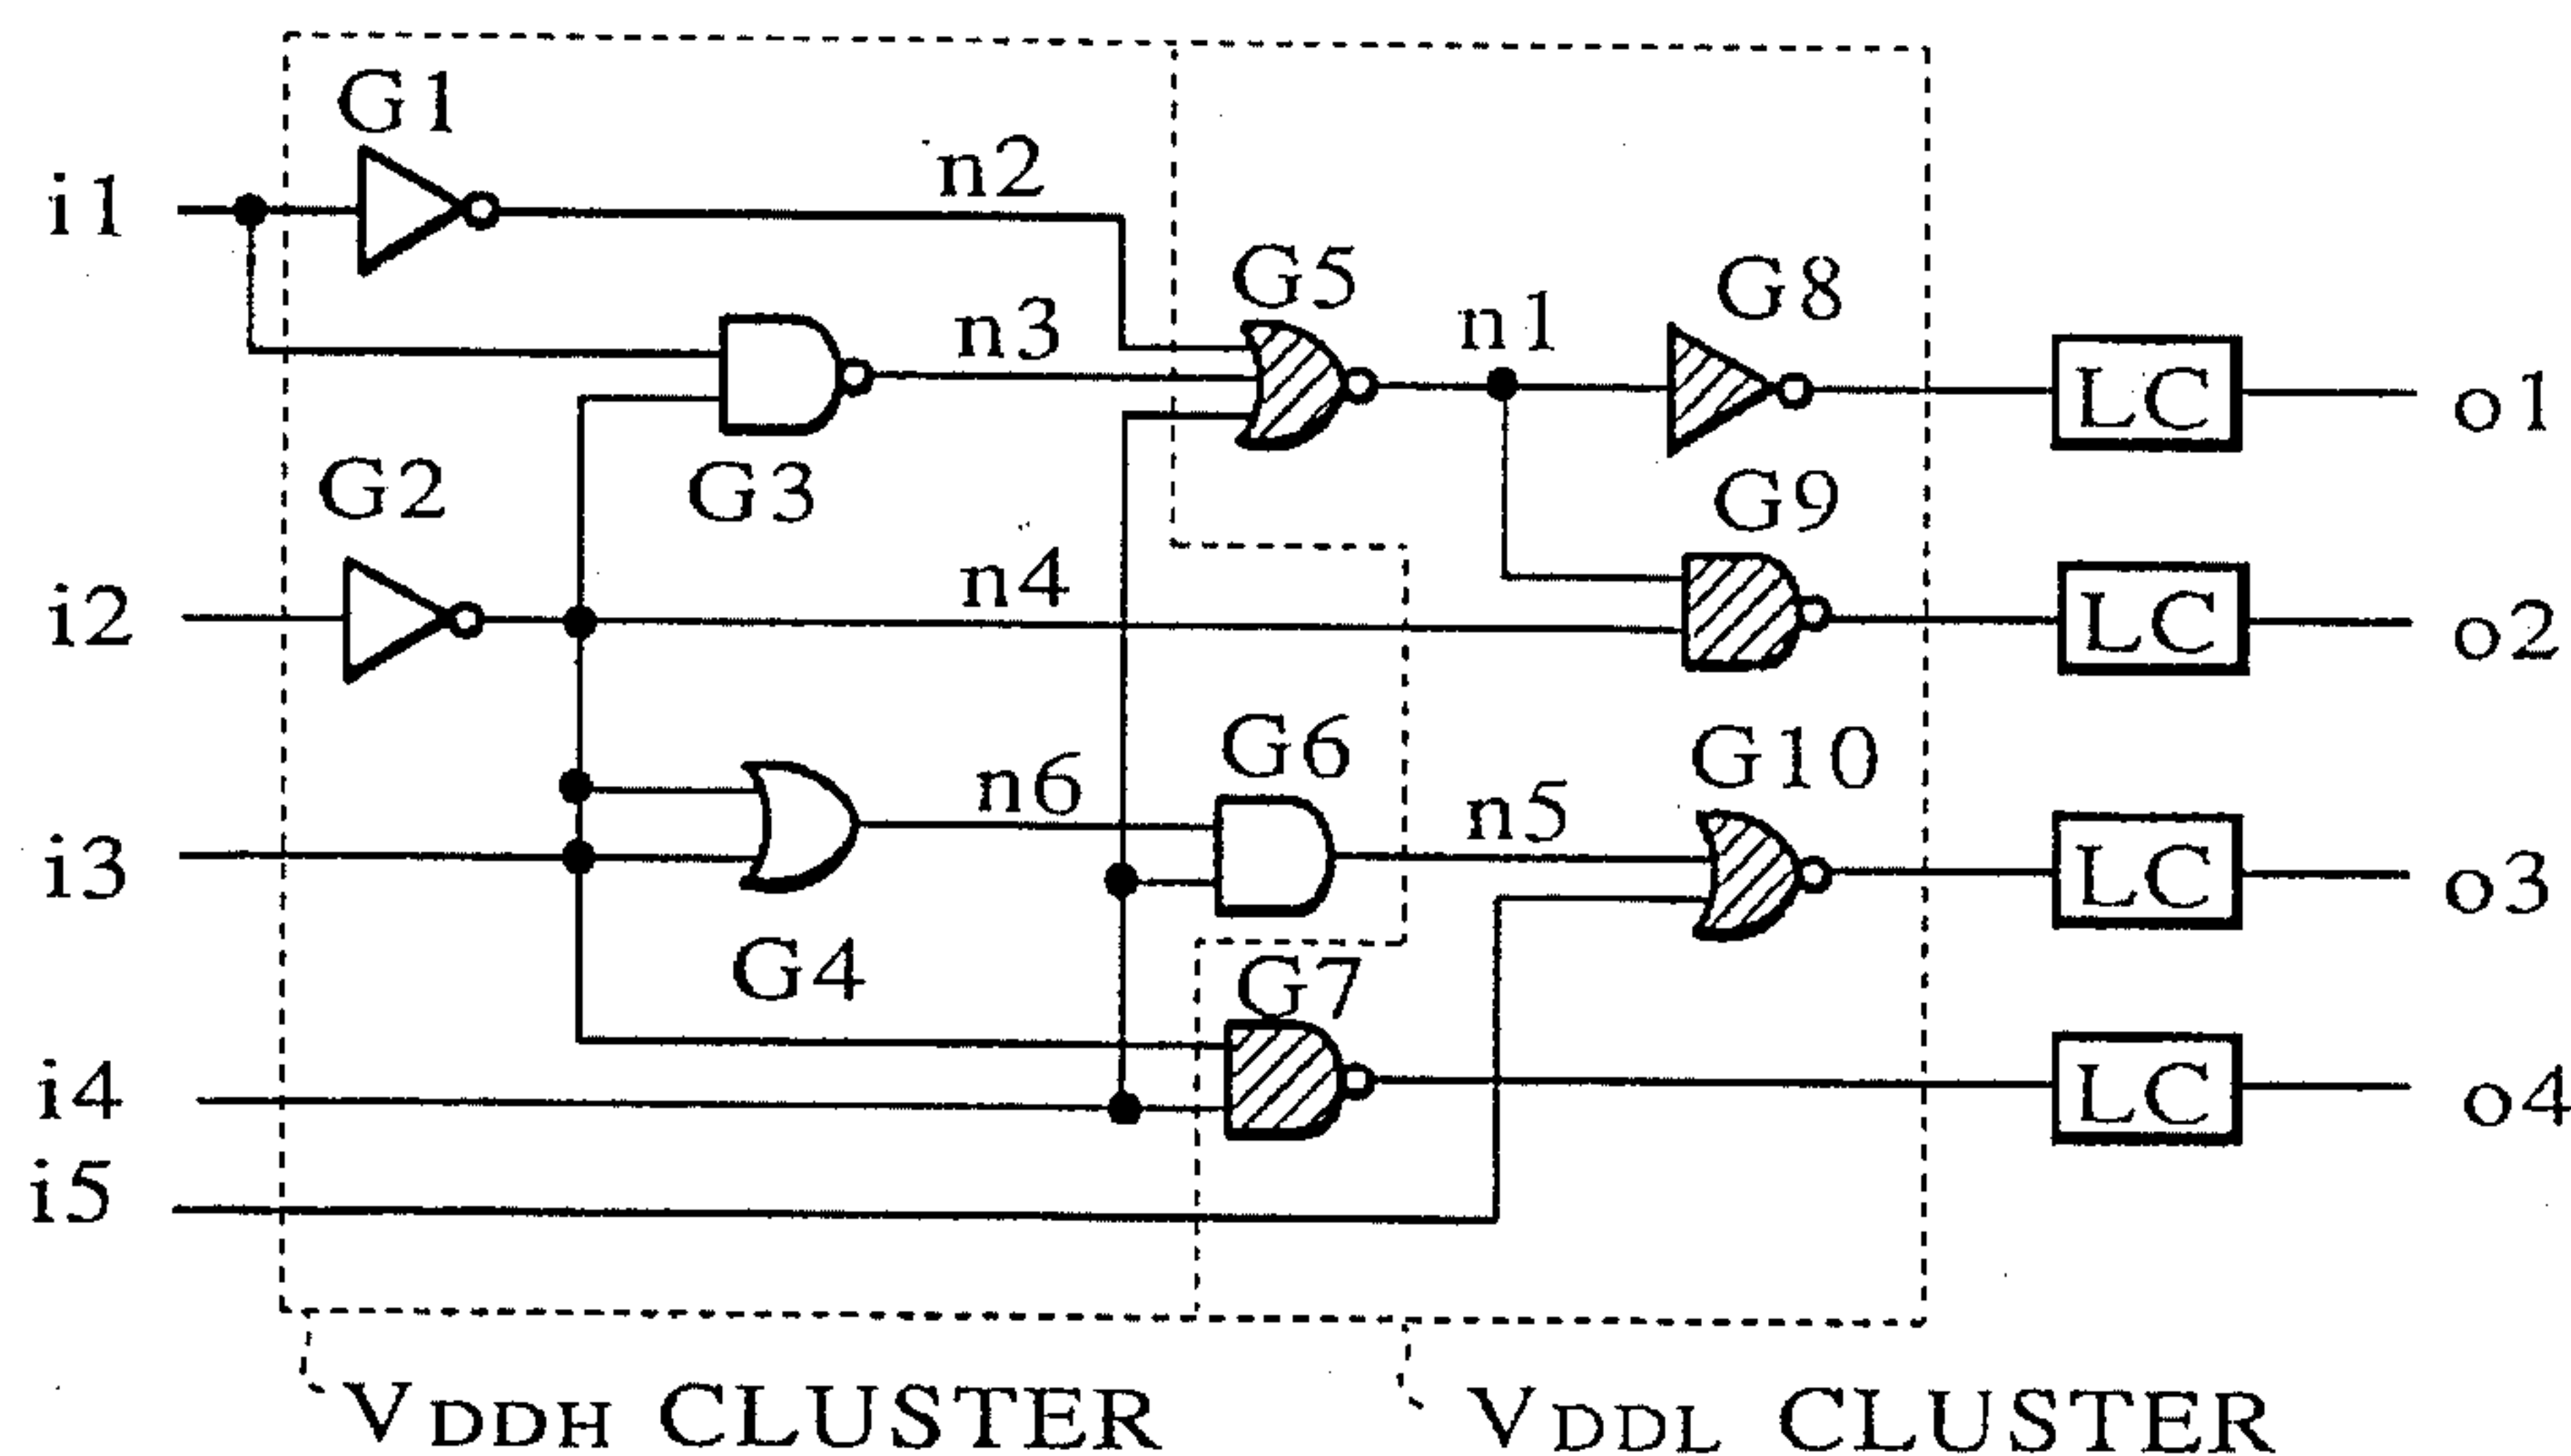 G1
i1
n2
G5
G8
n3
n1
LC
o1
G2
G3
G9
i2
n4
LC
o2
G6
G10
n6
n5
i3
LC
o3
G4
G7
i4
LC
o4
i5
VDDH CLUSTER
VDDL CLUSTER